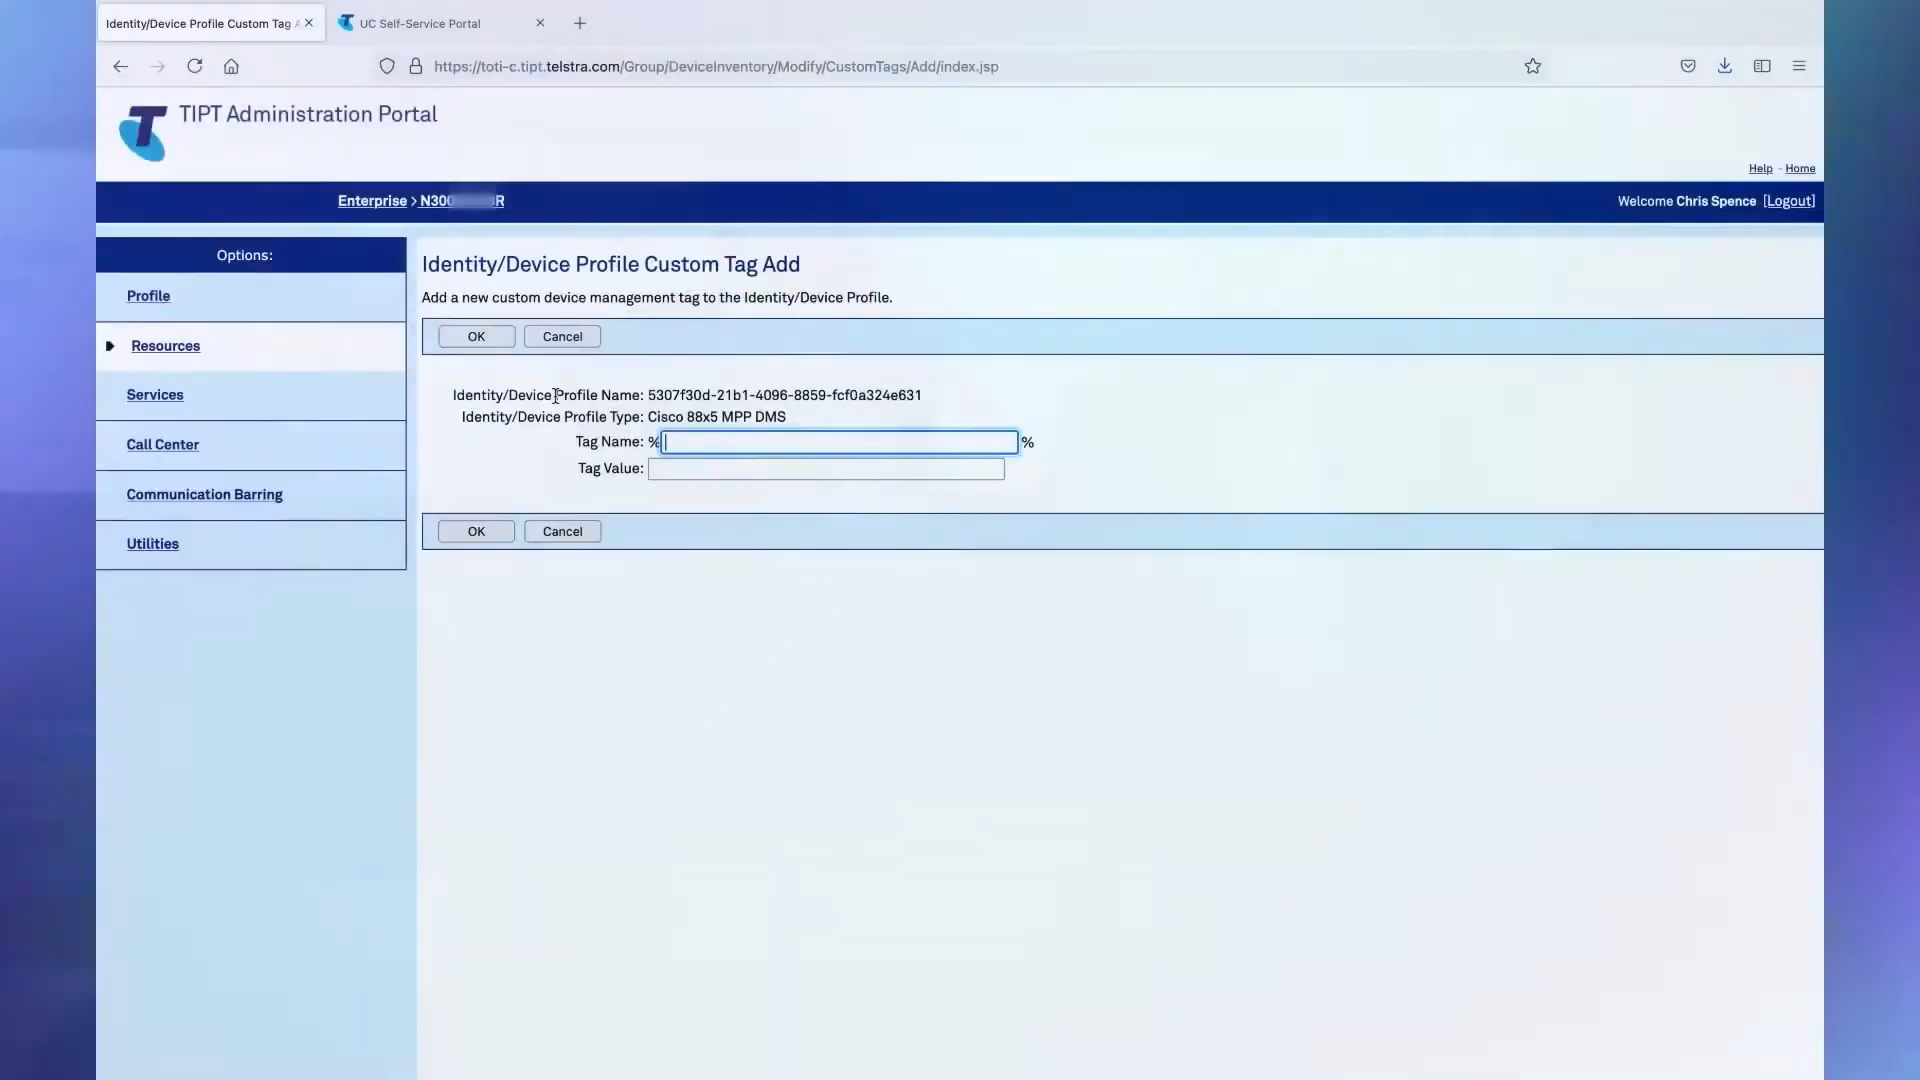 Identity/Device Profile Custom Tag A
UC Self-Service Portal
https://toti-c.tipt.telstra.com/Group/DeviceInventory/Modify/CustomTags/Add/index.jsp
TIPT Administration Portal
Help - Home
Enterprise > N300 R
Welcome Chris Spence [Logout]
Options:
Profile
Resources
Services
Call Center
Communication Barring
Utilities
Identity/Device Profile Custom Tag Add
Add a new custom device management tag to the Identity/Device Profile.
OK Cancel
Identity/Device Profile Name: 5307f30d-21b1-4096-8859-fcf0a324e631
Identity/Device Profile Type: Cisco 88x5 MPP DMS
Tag Name: % %
Tag Value:
OK Cancel